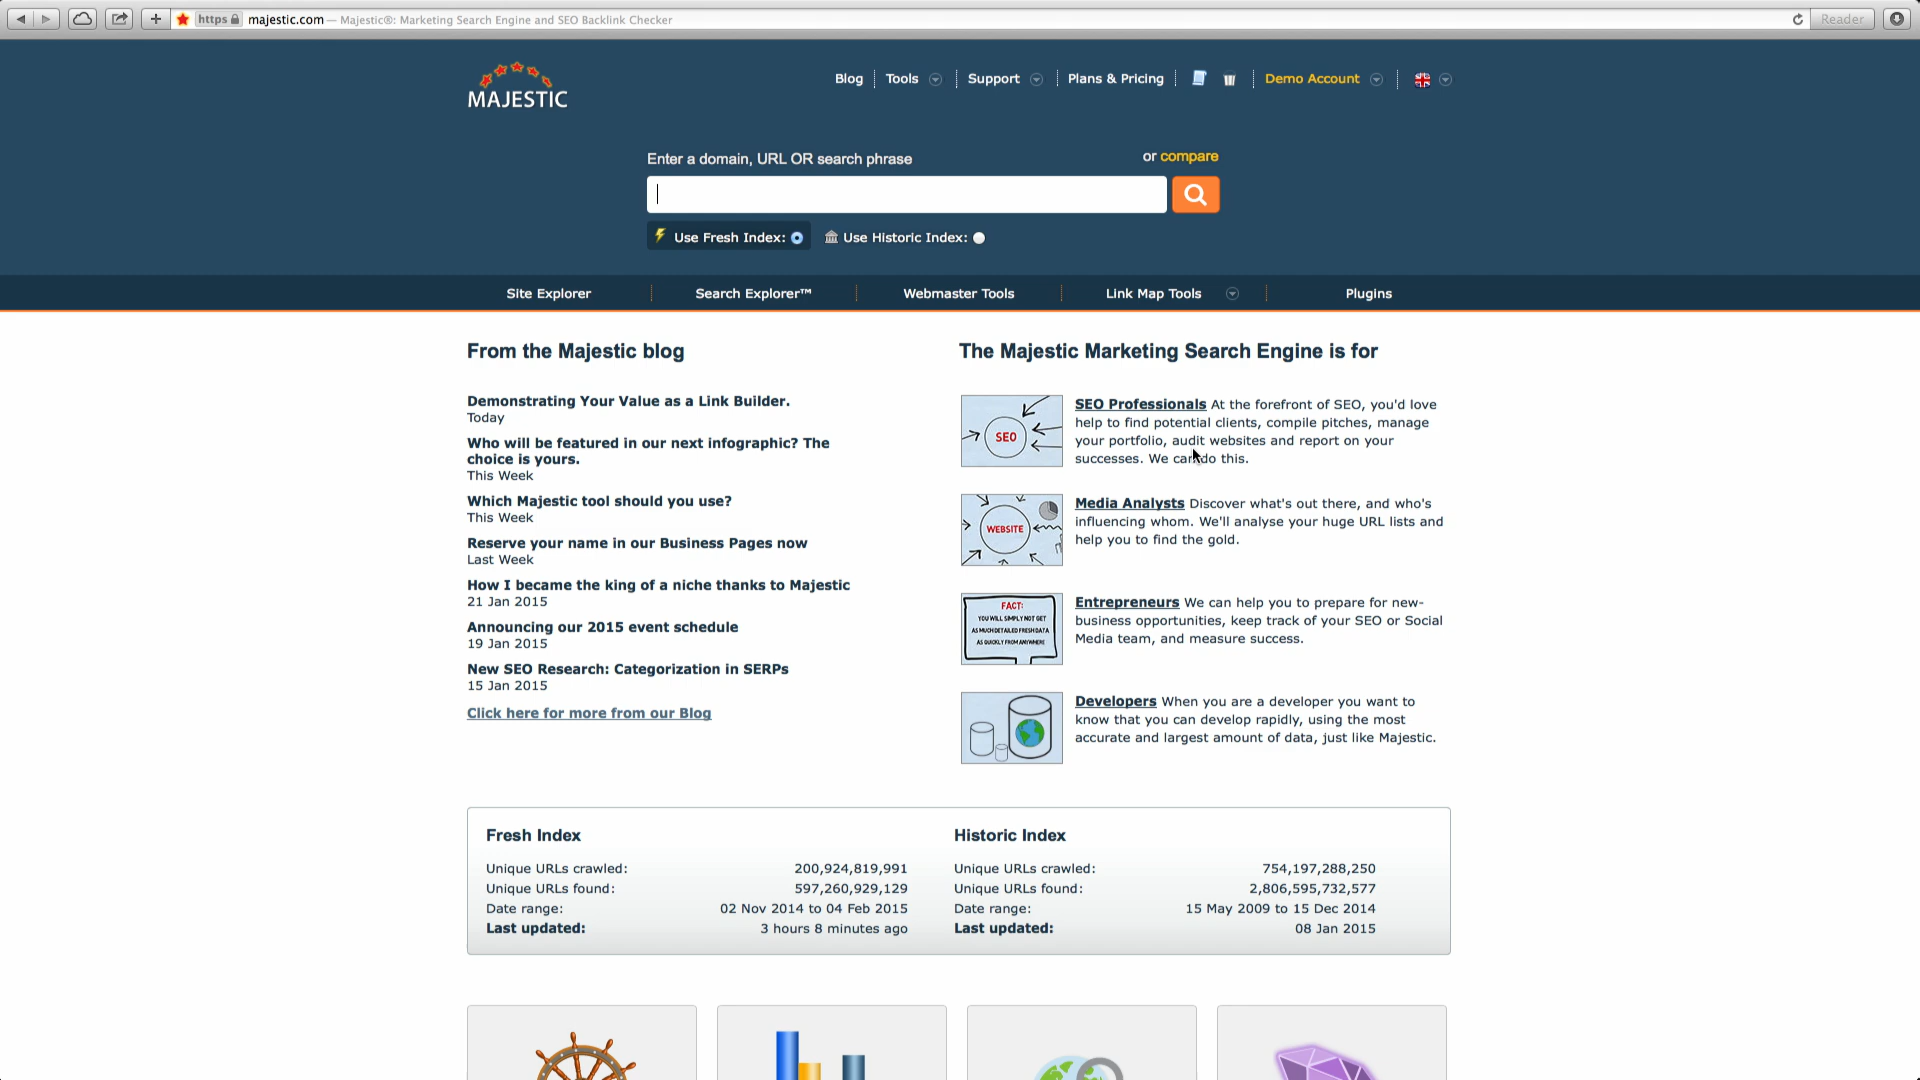 https majestic.com — Majestic®: Marketing Search Engine and SEO Backlink Checker Reader
MAJESTIC
Blog Tools Support Plans & Pricing Demo Account
Enter a domain, URL OR search phrase or compare
Use Fresh Index: Use Historic Index:
Site Explorer Search Explorer™ Webmaster Tools Link Map Tools Plugins
From the Majestic blog
Demonstrating Your Value as a Link Builder.
Today
Who will be featured in our next infographic? The
choice is yours.
This Week
Which Majestic tool should you use?
This Week
Reserve your name in our Business Pages now
Last Week
How I became the king of a niche thanks to Majestic
21 Jan 2015
Announcing our 2015 event schedule
19 Jan 2015
New SEO Research: Categorization in SERPs
15 Jan 2015
Click here for more from our Blog
The Majestic Marketing Search Engine is for
SEO
SEO Professionals At the forefront of SEO, you'd love
help to find potential clients, compile pitches, manage
your portfolio, audit websites and report on your
successes. We can do this.
WEBSITE
Media Analysts Discover what's out there, and who's
influencing whom. We'll analyse your huge URL lists and
help you to find the gold.
FACT:
YOU WILL SIMPLY NOT GET
AS MUCH DETAILED FRESH DATA
AS QUICKLY FROM ANYWHERE
Entrepreneurs We can help you to prepare for new-
business opportunities, keep track of your SEO or Social
Media team, and measure success.
Developers When you are a developer you want to
know that you can develop rapidly, using the most
accurate and largest amount of data, just like Majestic.
Fresh Index
Unique URLs crawled: 200,924,819,991
Unique URLs found: 597,260,929,129
Date range: 02 Nov 2014 to 04 Feb 2015
Last updated: 3 hours 8 minutes ago
Historic Index
Unique URLs crawled: 754,197,288,250
Unique URLs found: 2,806,595,732,577
Date range: 15 May 2009 to 15 Dec 2014
Last updated: 08 Jan 2015